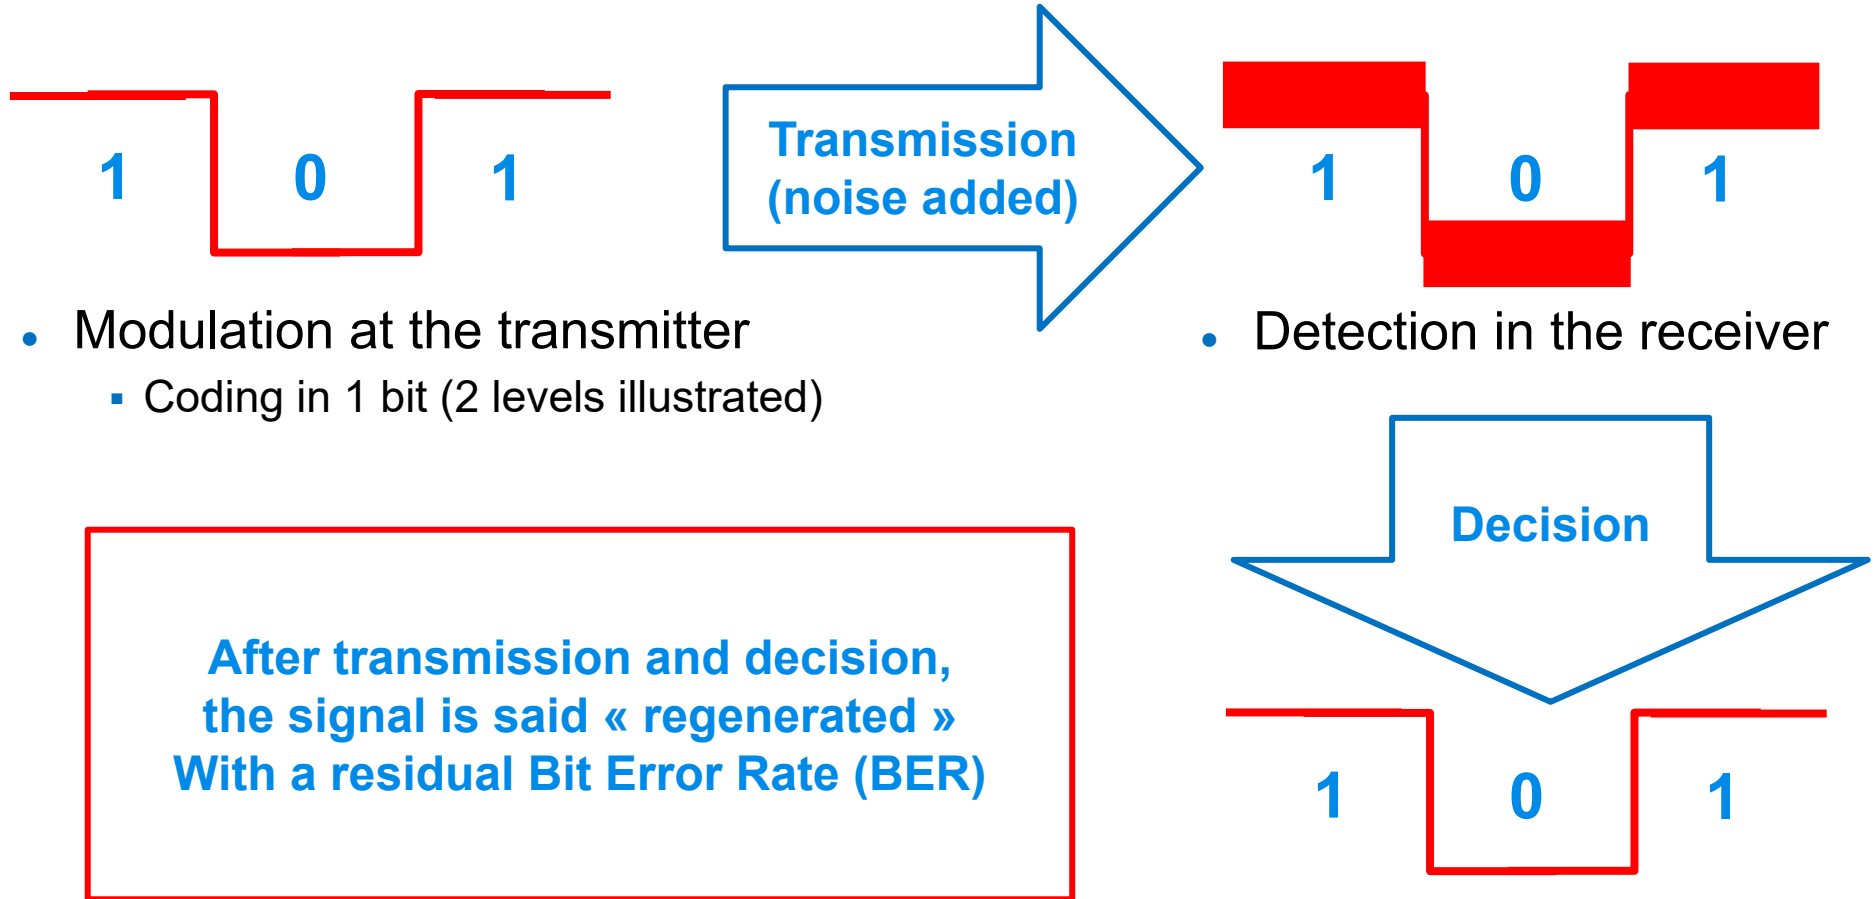 1 0 1
Transmission
(noise added)
1 0 1
• Modulation at the transmitter
▪ Coding in 1 bit (2 levels illustrated)
• Detection in the receiver
Decision
After transmission and decision,
the signal is said « regenerated »
With a residual Bit Error Rate (BER)
1 0 1